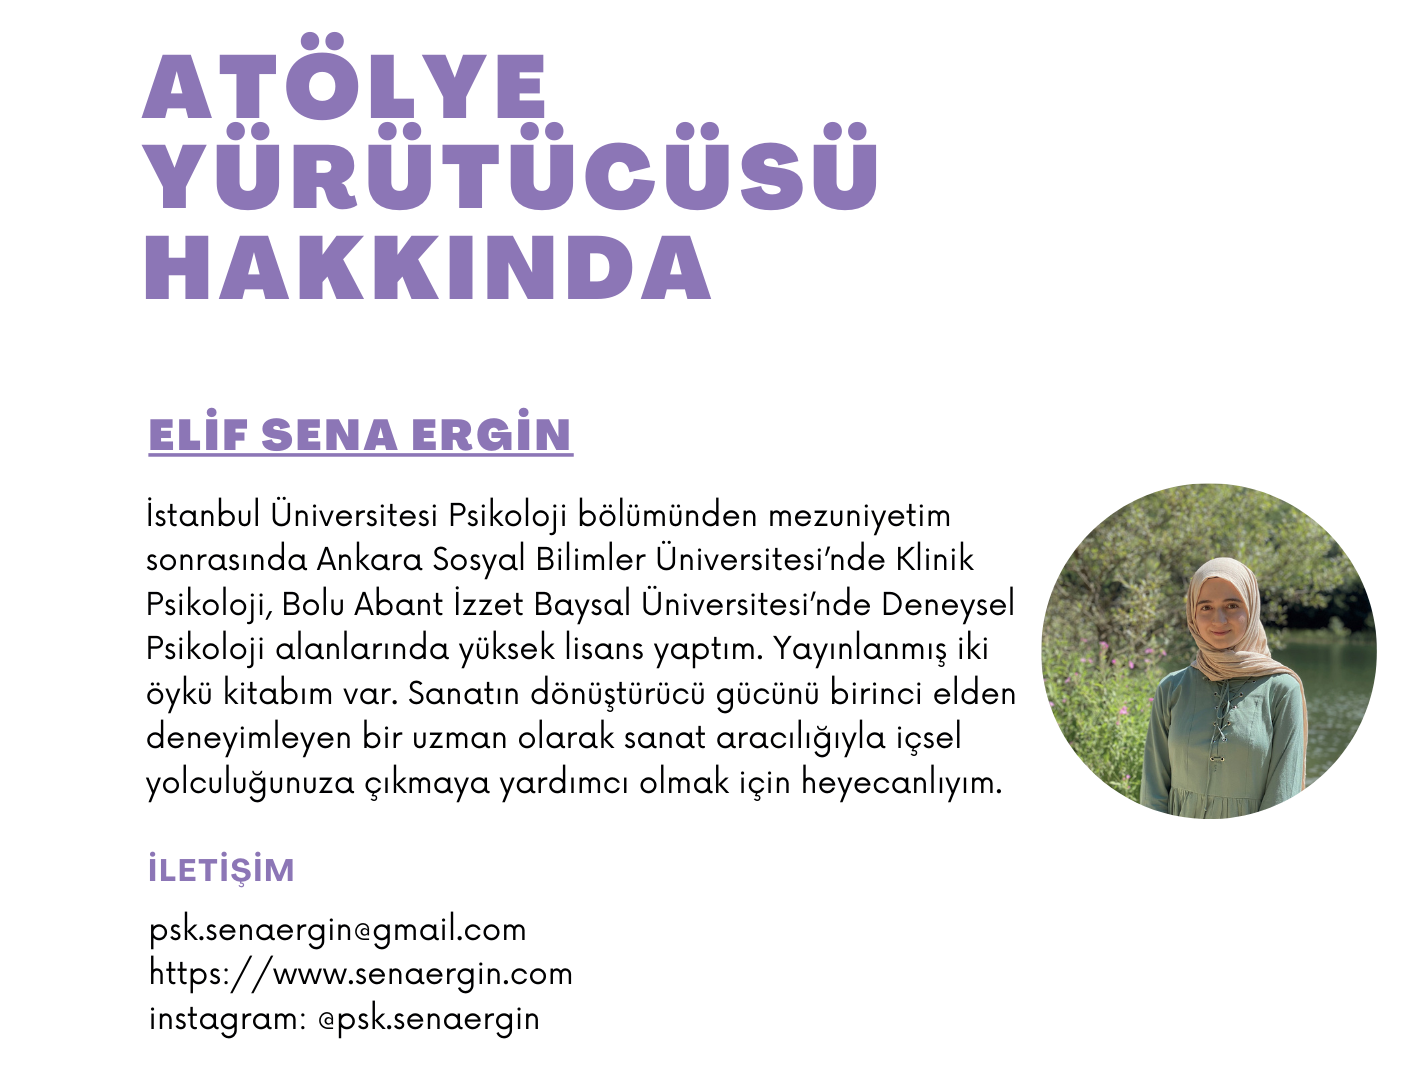 ATÖLYE
YÜRÜTÜCÜSÜ
HAKKINDA
ELİF SENA ERGİN
İstanbul Üniversitesi Psikoloji bölümünden mezuniyetim
sonrasında Ankara Sosyal Bilimler Üniversitesi’nde Klinik
Psikoloji, Bolu Abant İzzet Baysal Üniversitesi’nde Deneysel
Psikoloji alanlarında yüksek lisans yaptım. Yayınlanmış iki
öykü kitabım var. Sanatın dönüştürücü gücünü birinci elden
deneyimleyen bir uzman olarak sanat aracılığıyla içsel
yolculuğunuza çıkmaya yardımcı olmak için heyecanlıyım.
İLETİŞİM
psk.senaergin@gmail.com
https://www.senaergin.com
instagram: @psk.senaergin